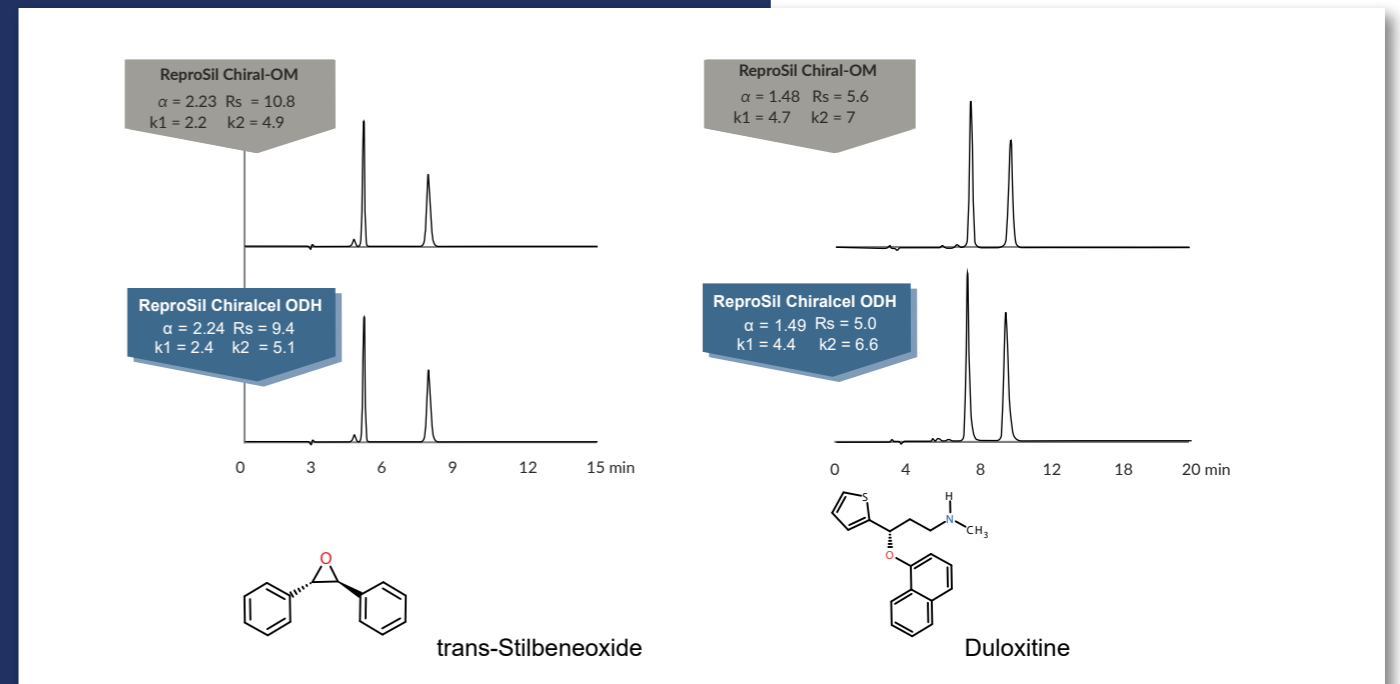 ReproSil Chiral-OM
α = 2.23 Rs = 10.8
k1 = 2.2 k2 = 4.9
ReproSil Chiralcel ODH
α = 2.24 Rs = 9.4
k1 = 2.4 k2 = 5.1
0 3 6 9 12 15 min
O
trans-Stilbeneoxide
ReproSil Chiral-OM
α = 1.48 Rs = 5.6
k1 = 4.7 k2 = 7
ReproSil Chiralcel ODH
α = 1.49 Rs = 5.0
k1 = 4.4 k2 = 6.6
0 4 8 12 18 20 min
S
H
N
CH3
O
Duloxitine